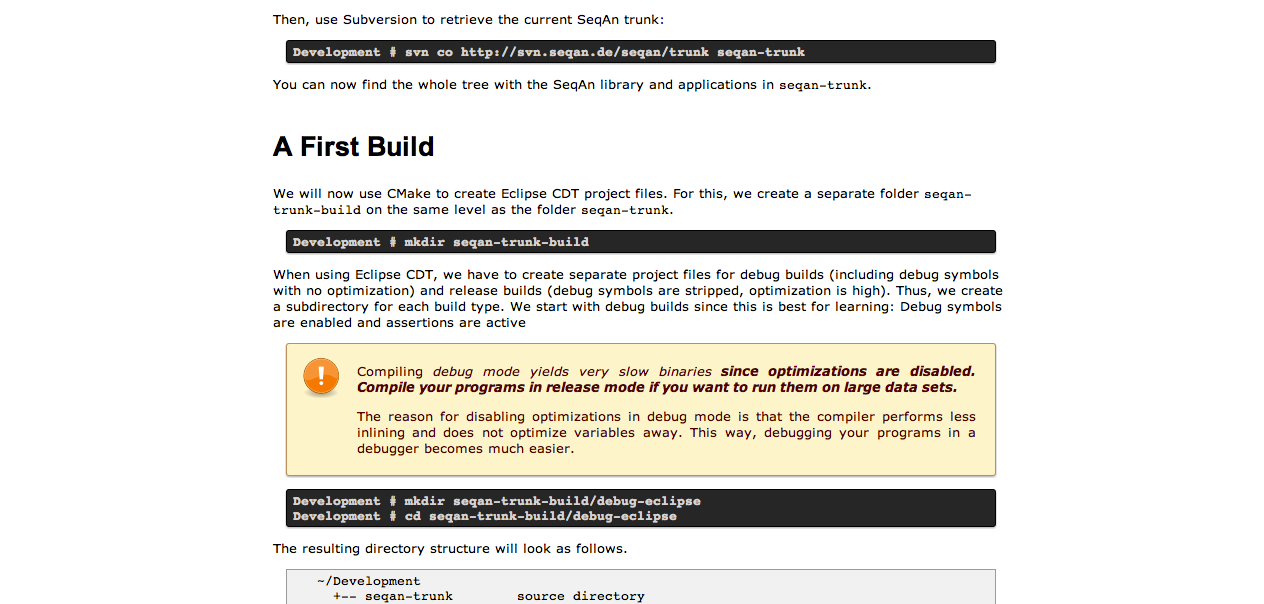 Then, use Subversion to retrieve the current SeqAn trunk:
Development # svn co http://svn.seqan.de/seqan/trunk seqan-trunk
You can now find the whole tree with the SeqAn library and applications in seqan-trunk.
A First Build
We will now use CMake to create Eclipse CDT project files. For this, we create a separate folder seqan-
trunk-build on the same level as the folder seqan-trunk.
Development # mkdir seqan-trunk-build
When using Eclipse CDT, we have to create separate project files for debug builds (including debug symbols
with no optimization) and release builds (debug symbols are stripped, optimization is high). Thus, we create
a subdirectory for each build type. We start with debug builds since this is best for learning: Debug symbols
are enabled and assertions are active
!
Compiling debug mode yields very slow binaries since optimizations are disabled.
Compile your programs in release mode if you want to run them on large data sets.
The reason for disabling optimizations in debug mode is that the compiler performs less
inlining and does not optimize variables away. This way, debugging your programs in a
debugger becomes much easier.
Development # mkdir seqan-trunk-build/debug-eclipse
Development # cd seqan-trunk-build/debug-eclipse
The resulting directory structure will look as follows.
~/Development
+-- seqan-trunk source directory